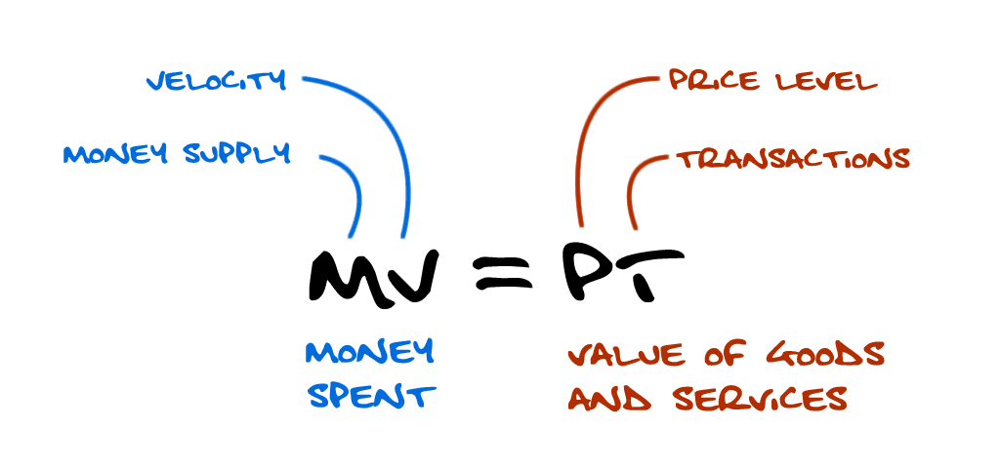 VELOCITY
PRICE LEVEL
MONEY SUPPLY
TRANSACTIONS
MV = PT
MONEY
SPENT
VALUE OF GOODS
AND SERVICES